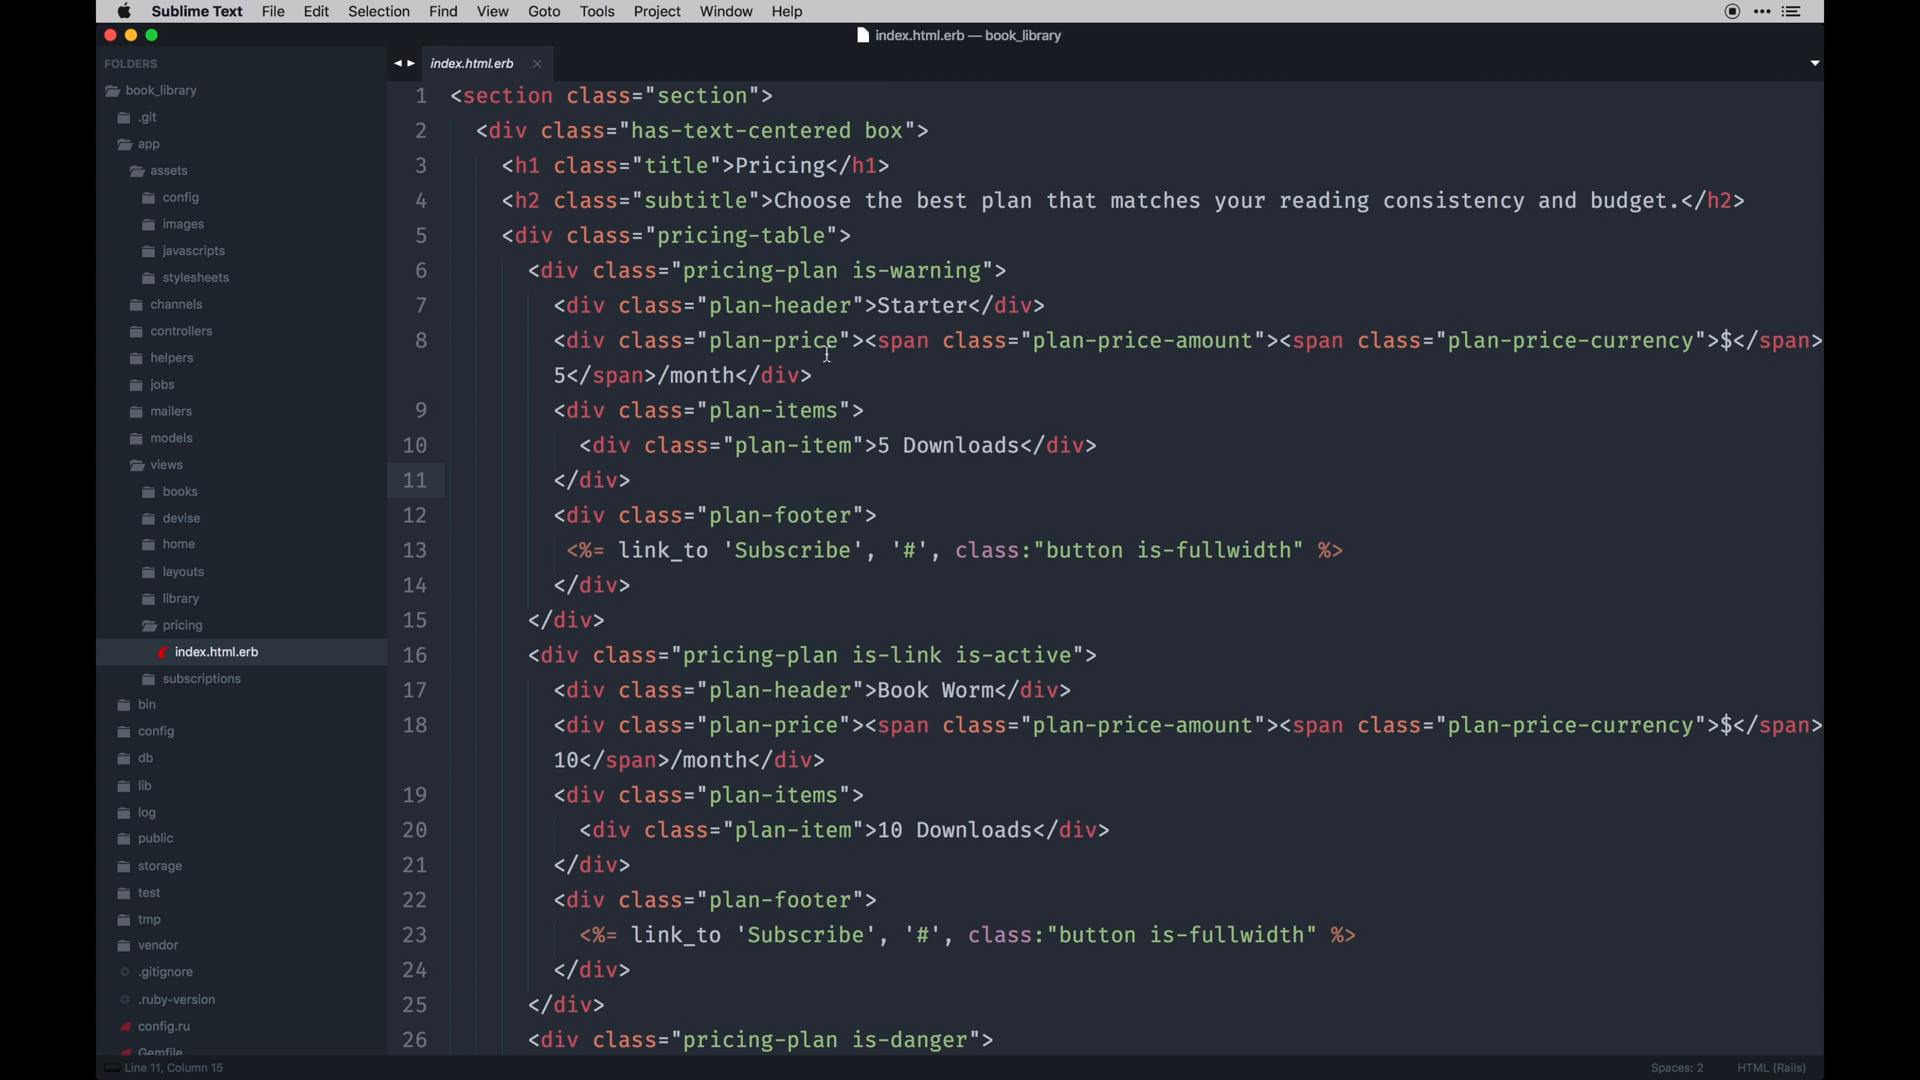 Sublime Text File Edit Selection Find View Goto Tools Project Window Help
index.html.erb — book_library
FOLDERS
book_library
.git
app
assets
config
images
javascripts
stylesheets
channels
controllers
helpers
jobs
mailers
models
views
books
devise
home
layouts
library
pricing
index.html.erb
subscriptions
bin
config
db
lib
log
public
storage
test
tmp
vendor
.gitignore
.ruby-version
config.ru
Gemfile
index.html.erb
1 <section class="section">
2 <div class="has-text-centered box">
3 <h1 class="title">Pricing</h1>
4 <h2 class="subtitle">Choose the best plan that matches your reading consistency and budget.</h2>
5 <div class="pricing-table">
6 <div class="pricing-plan is-warning">
7 <div class="plan-header">Starter</div>
8 <div class="plan-price"><span class="plan-price-amount"><span class="plan-price-currency">$</span>
5</span>/month</div>
9 <div class="plan-items">
10 <div class="plan-item">5 Downloads</div>
11 </div>
12 <div class="plan-footer">
13 <%= link_to 'Subscribe', '#', class:"button is-fullwidth" %>
14 </div>
15 </div>
16 <div class="pricing-plan is-link is-active">
17 <div class="plan-header">Book Worm</div>
18 <div class="plan-price"><span class="plan-price-amount"><span class="plan-price-currency">$</span>
10</span>/month</div>
19 <div class="plan-items">
20 <div class="plan-item">10 Downloads</div>
21 </div>
22 <div class="plan-footer">
23 <%= link_to 'Subscribe', '#', class:"button is-fullwidth" %>
24 </div>
25 </div>
26 <div class="pricing-plan is-danger">
Line 11, Column 15
Spaces: 2 HTML (Rails)